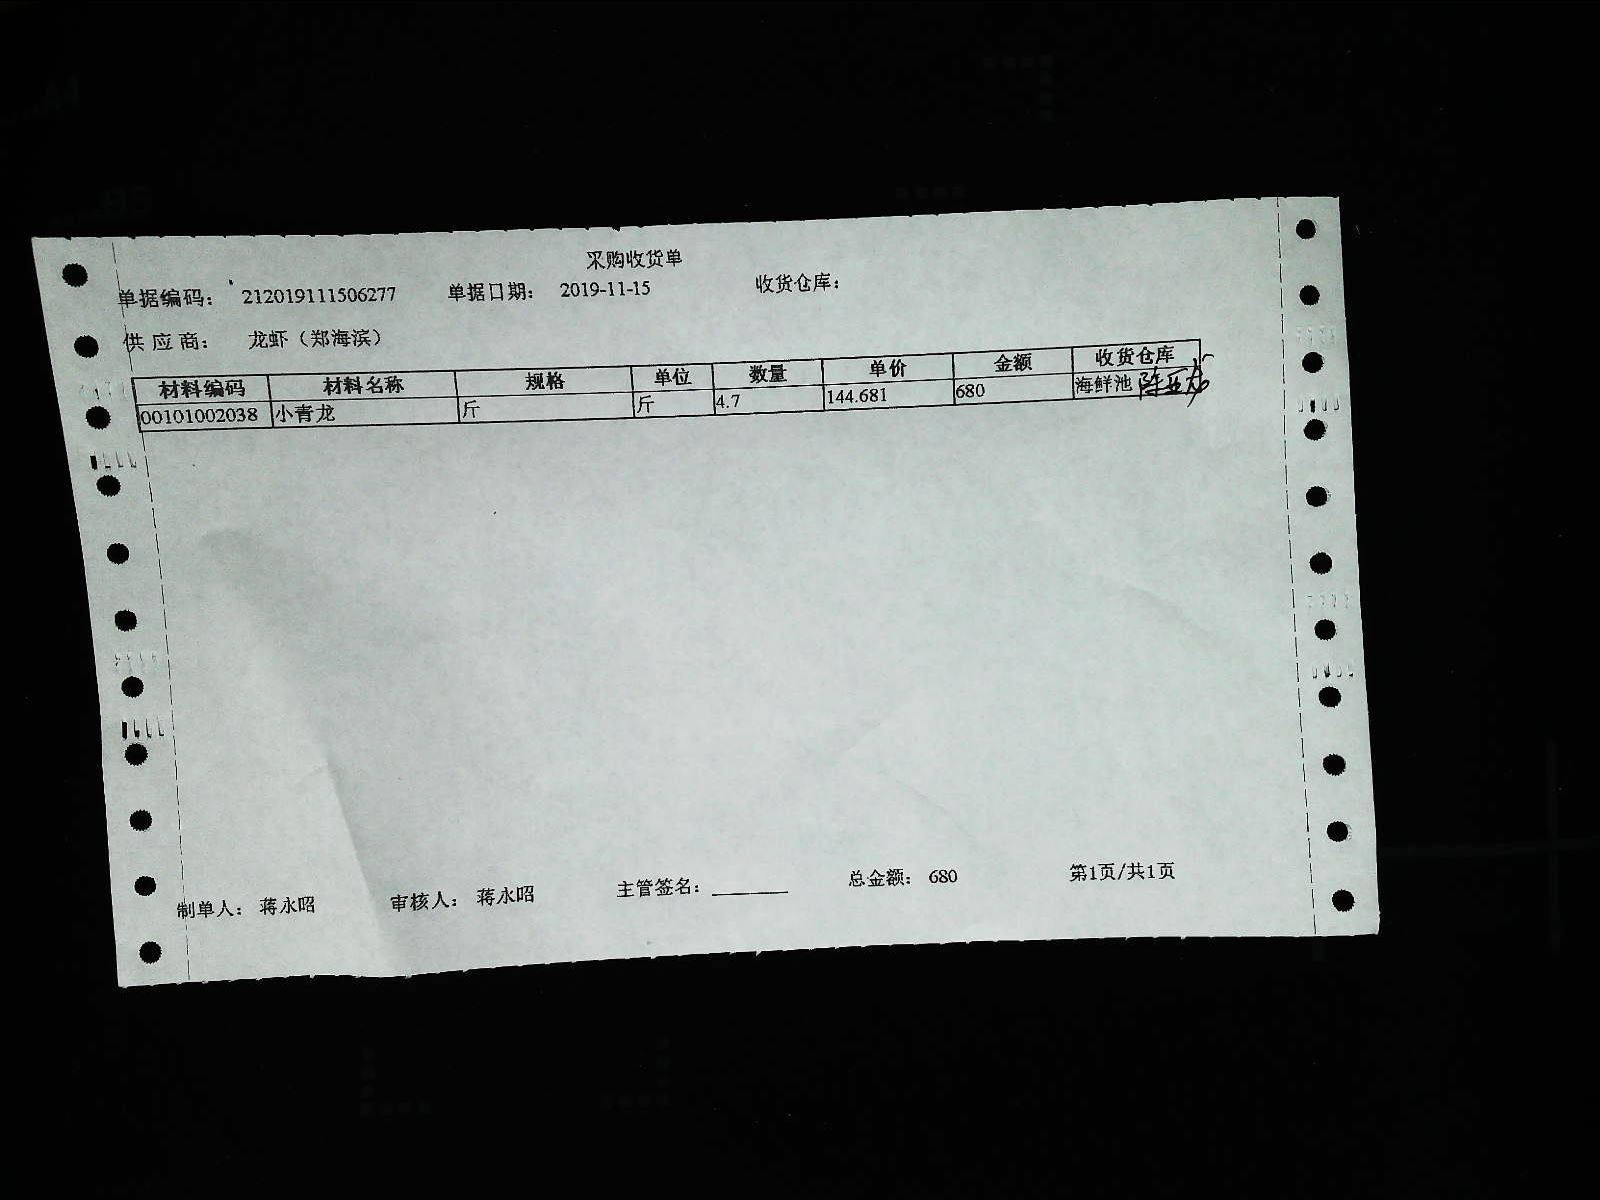 采购收货单
单据编码： 212019111506277 单据日期： 2019-11-15 收货仓库：
供 应 商： 龙虾（郑海滨）
材料编码 材料名称 规格 单位 数量 单价 金额 收货仓库
00101002038 小青龙 斤 斤 4.7 144.681 680 海鲜池
制单人： 蒋永昭 审核人： 蒋永昭 主管签名：________ 总金额： 680 第1页/共1页